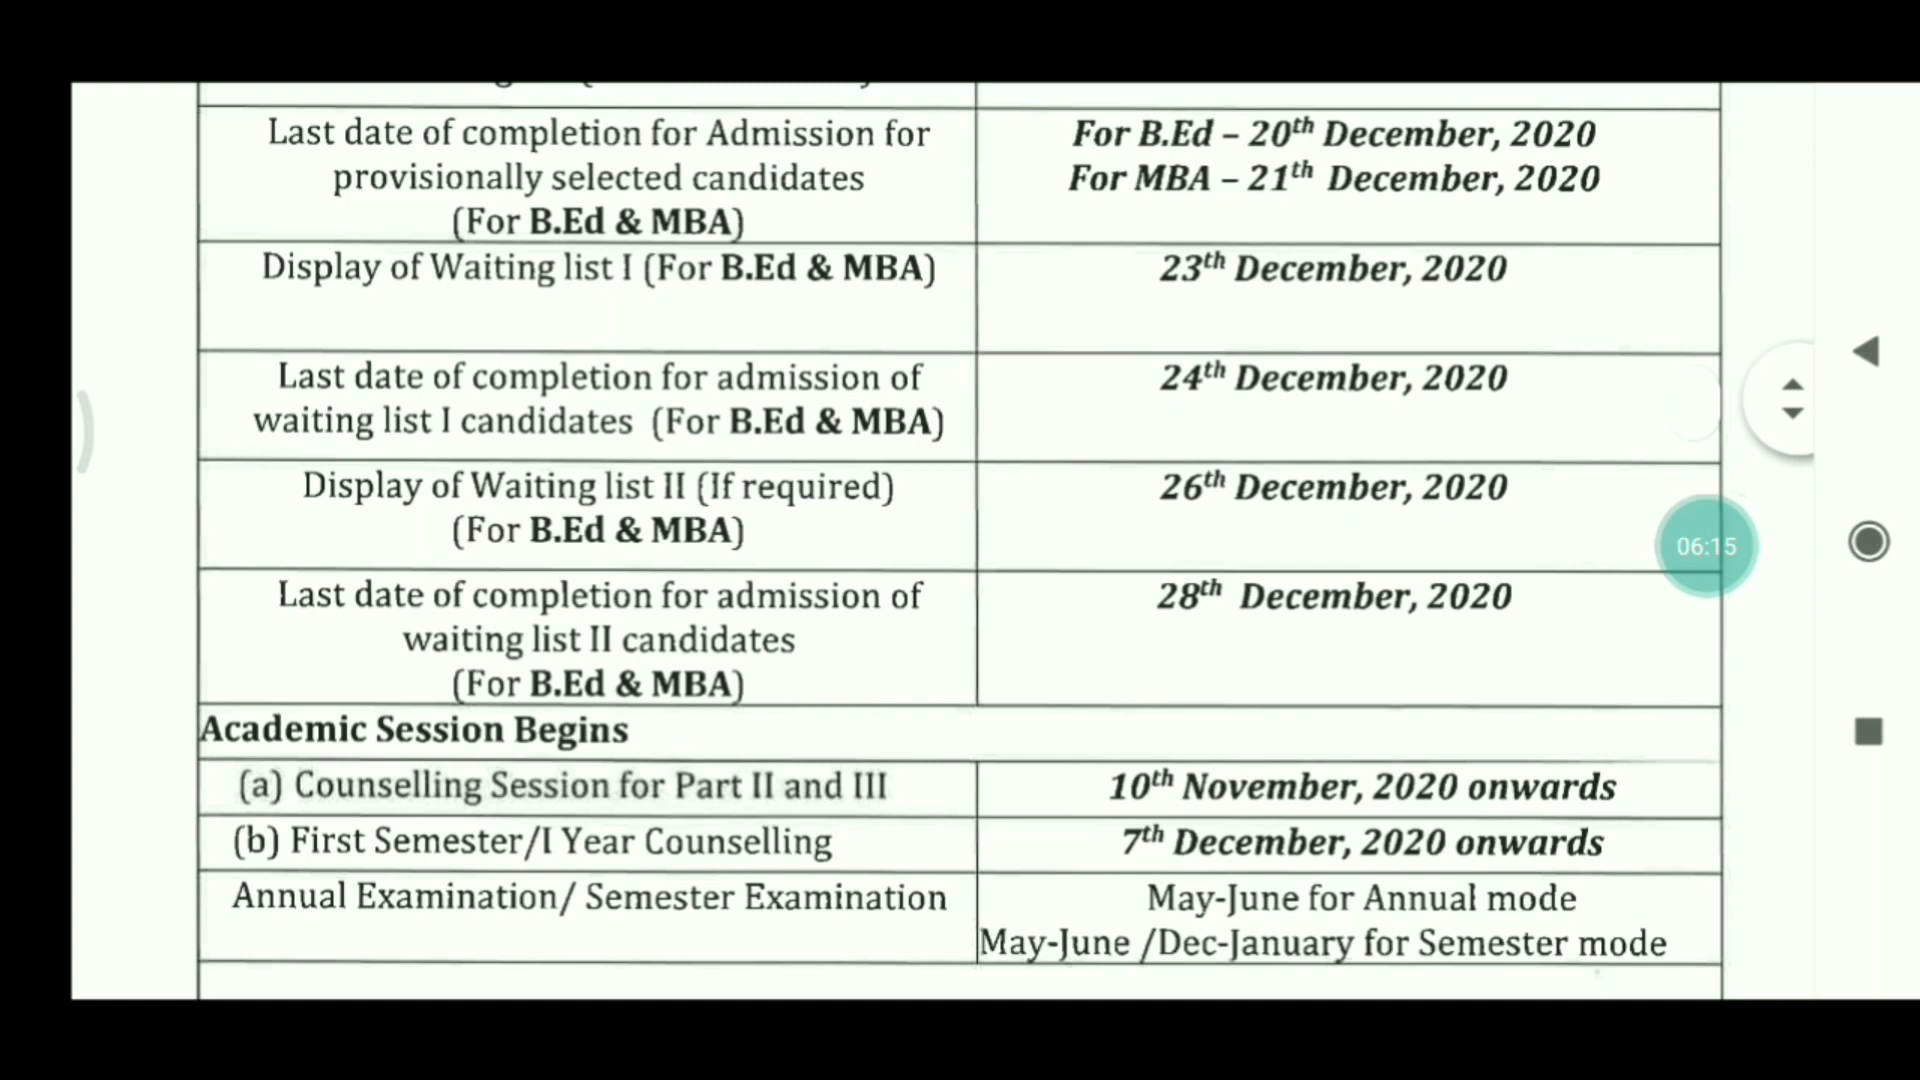 Last date of completion for Admission for
provisionally selected candidates
(For B.Ed & MBA)
For B.Ed – 20th December, 2020
For MBA – 21th December, 2020
Display of Waiting list I (For B.Ed & MBA)
23th December, 2020
Last date of completion for admission of
waiting list I candidates (For B.Ed & MBA)
24th December, 2020
Display of Waiting list II (If required)
(For B.Ed & MBA)
26th December, 2020
Last date of completion for admission of
waiting list II candidates
(For B.Ed & MBA)
28th December, 2020
Academic Session Begins
(a) Counselling Session for Part II and III
10th November, 2020 onwards
(b) First Semester/I Year Counselling
7th December, 2020 onwards
Annual Examination/ Semester Examination
May-June for Annual mode
May-June /Dec-January for Semester mode
06:15